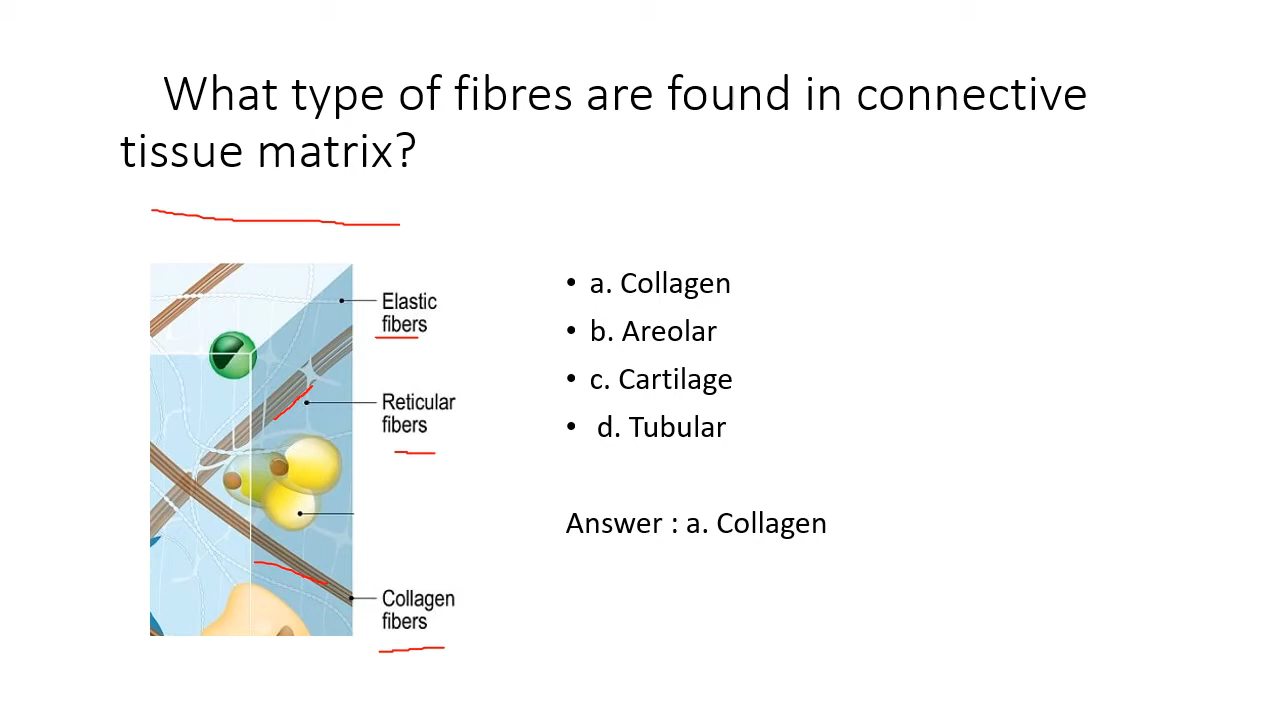 What type of fibres are found in connective
tissue matrix?
Elastic
fibers
Reticular
fibers
Collagen
fibers
• a. Collagen
• b. Areolar
• c. Cartilage
• d. Tubular
Answer : a. Collagen